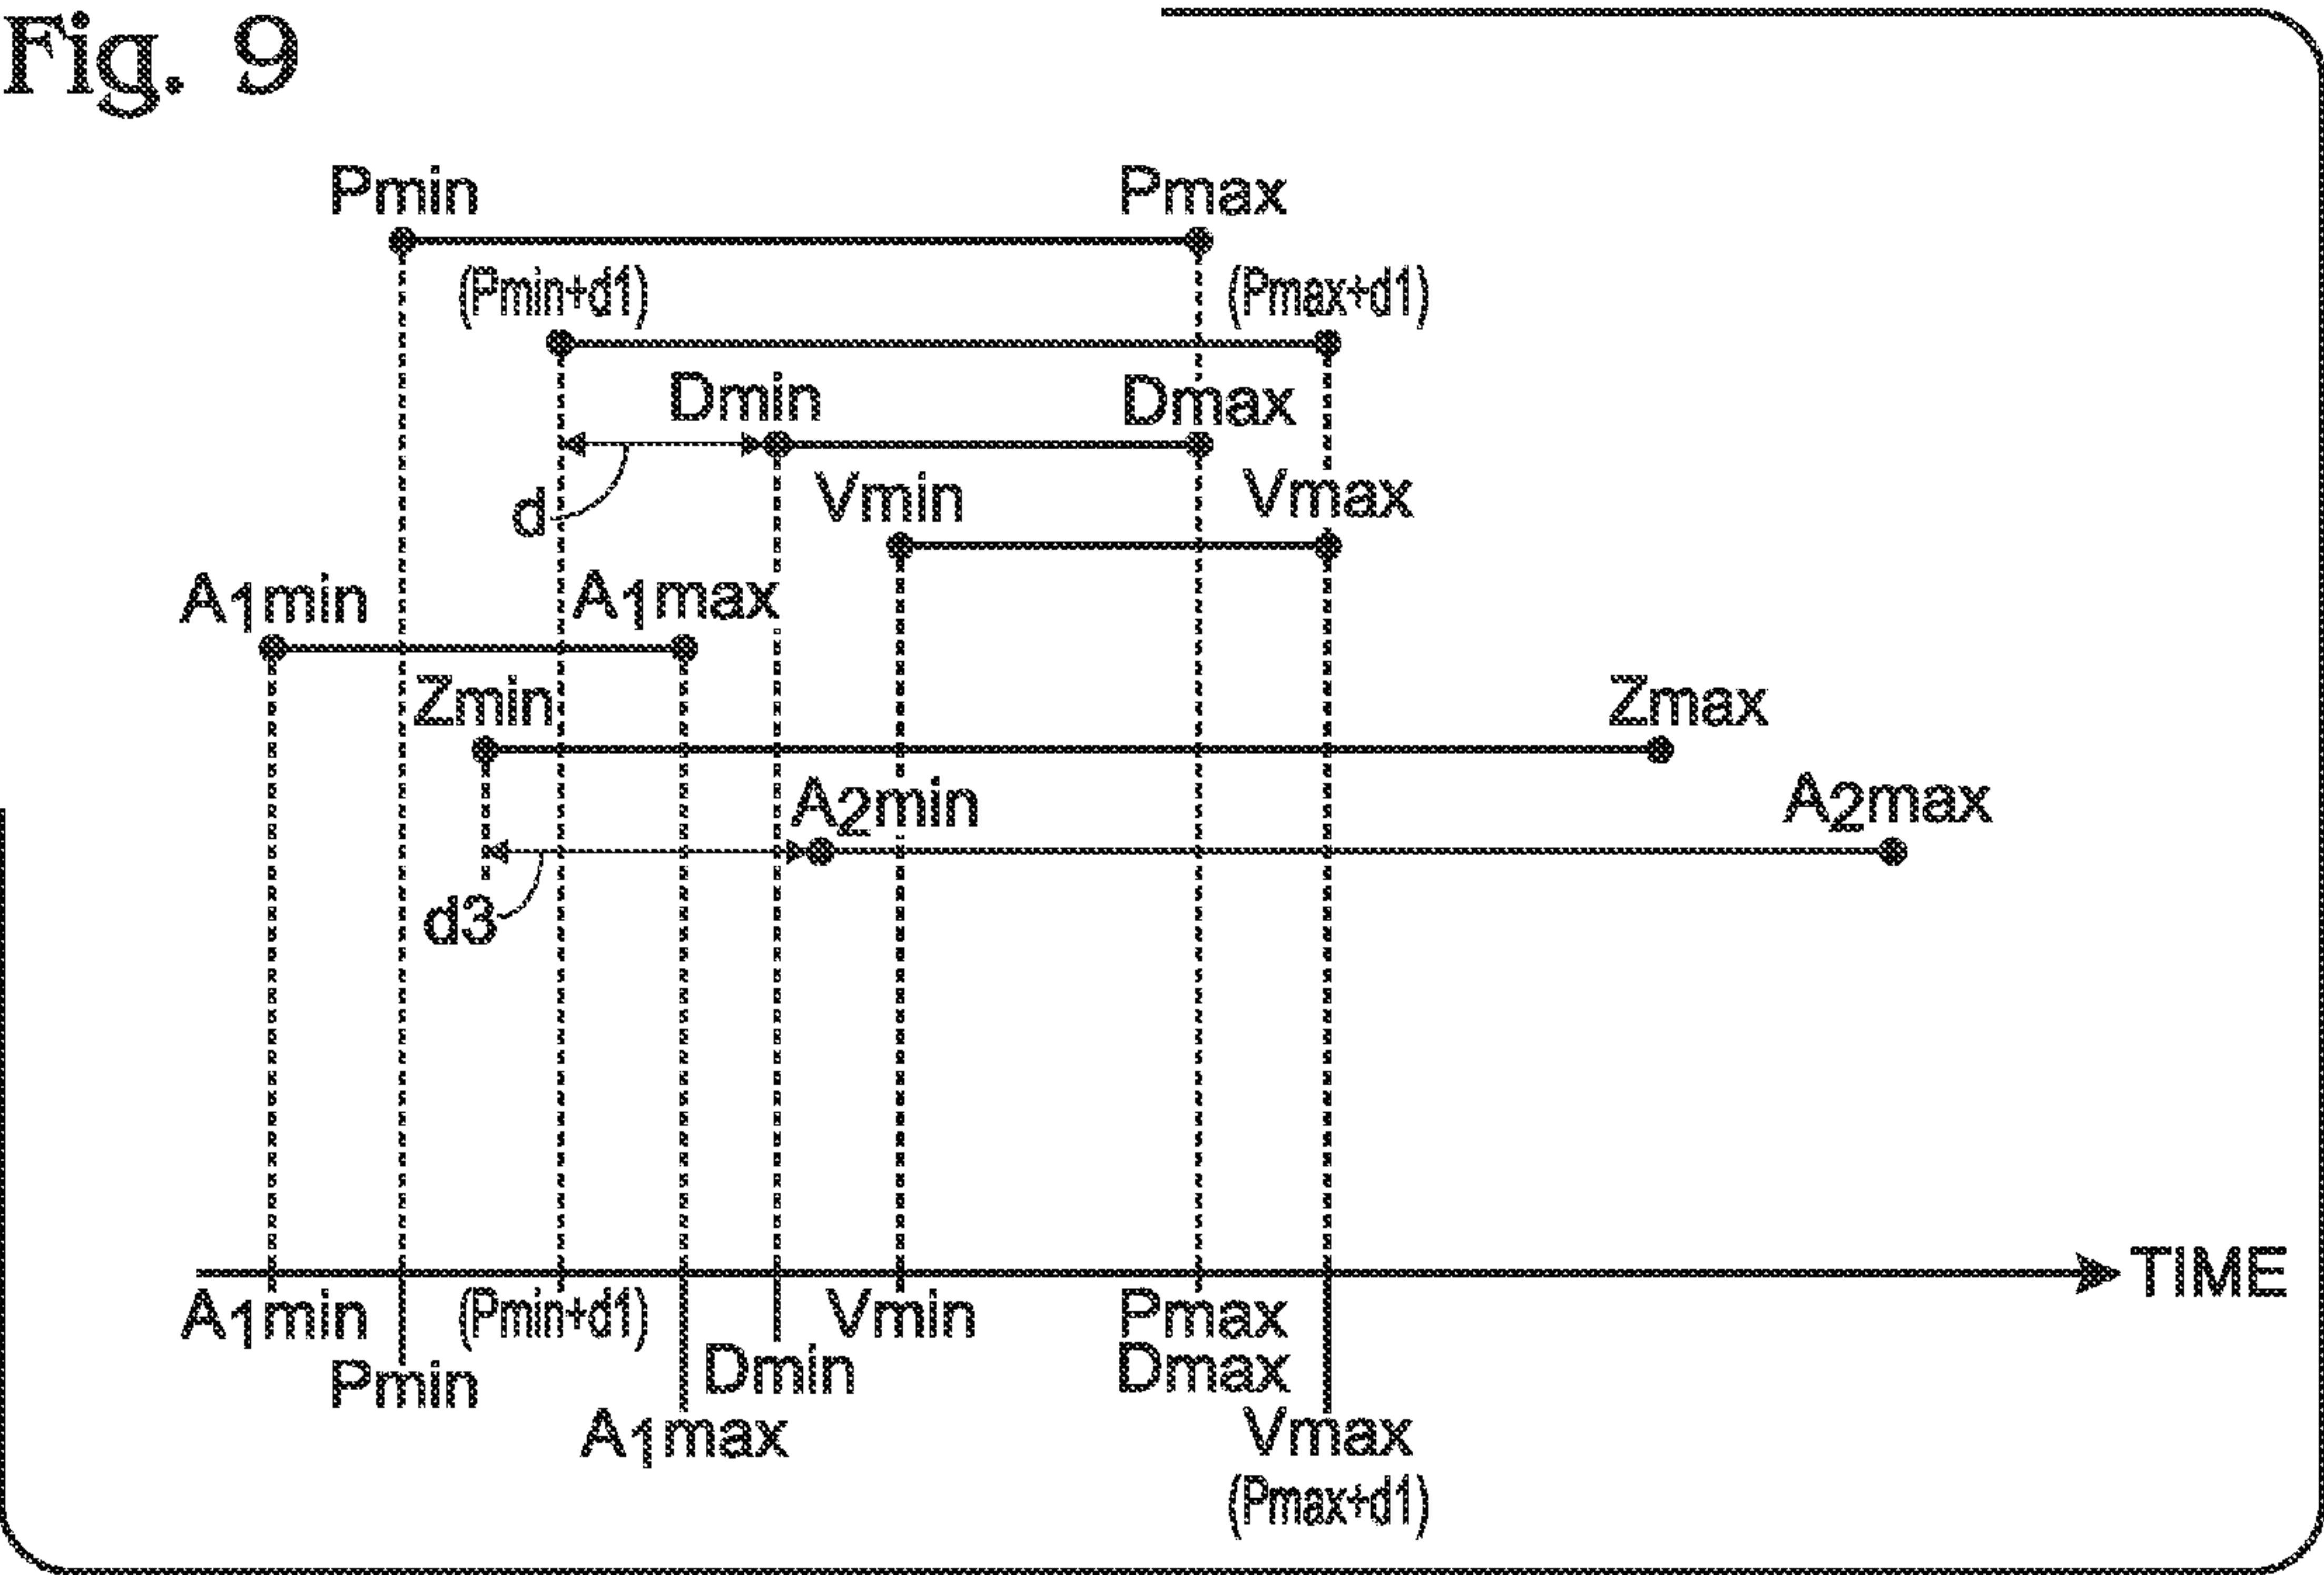 Fig. 9
Pmin Pmax
(Pmin+d1) (Pmax+d1)
Dmin Dmax
d Vmin Vmax
A1min A1max
Zmin Zmax
A2min A2max
d3
TIME
A1min (Pmin+d1) Vmin Pmax
Pmin Dmin Dmax
A1max Vmax
(Pmax+d1)